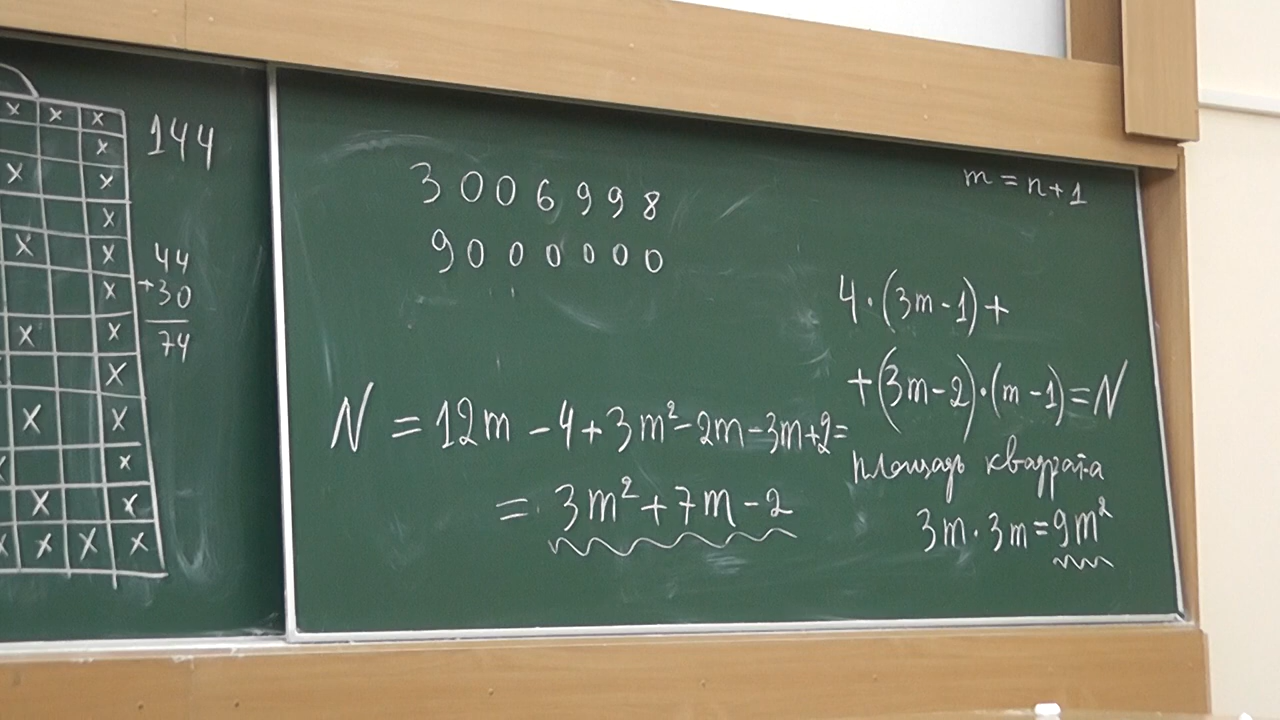 144
44
+30
74
3006998
9000000
m = n+1
4·(3m-1)+
+(3m-2)·(m-1)=N
N = 12m - 4 + 3m² - 2m - 3m + 2 =
= 3m² + 7m - 2
площадь квадрата
3m·3m=9m²